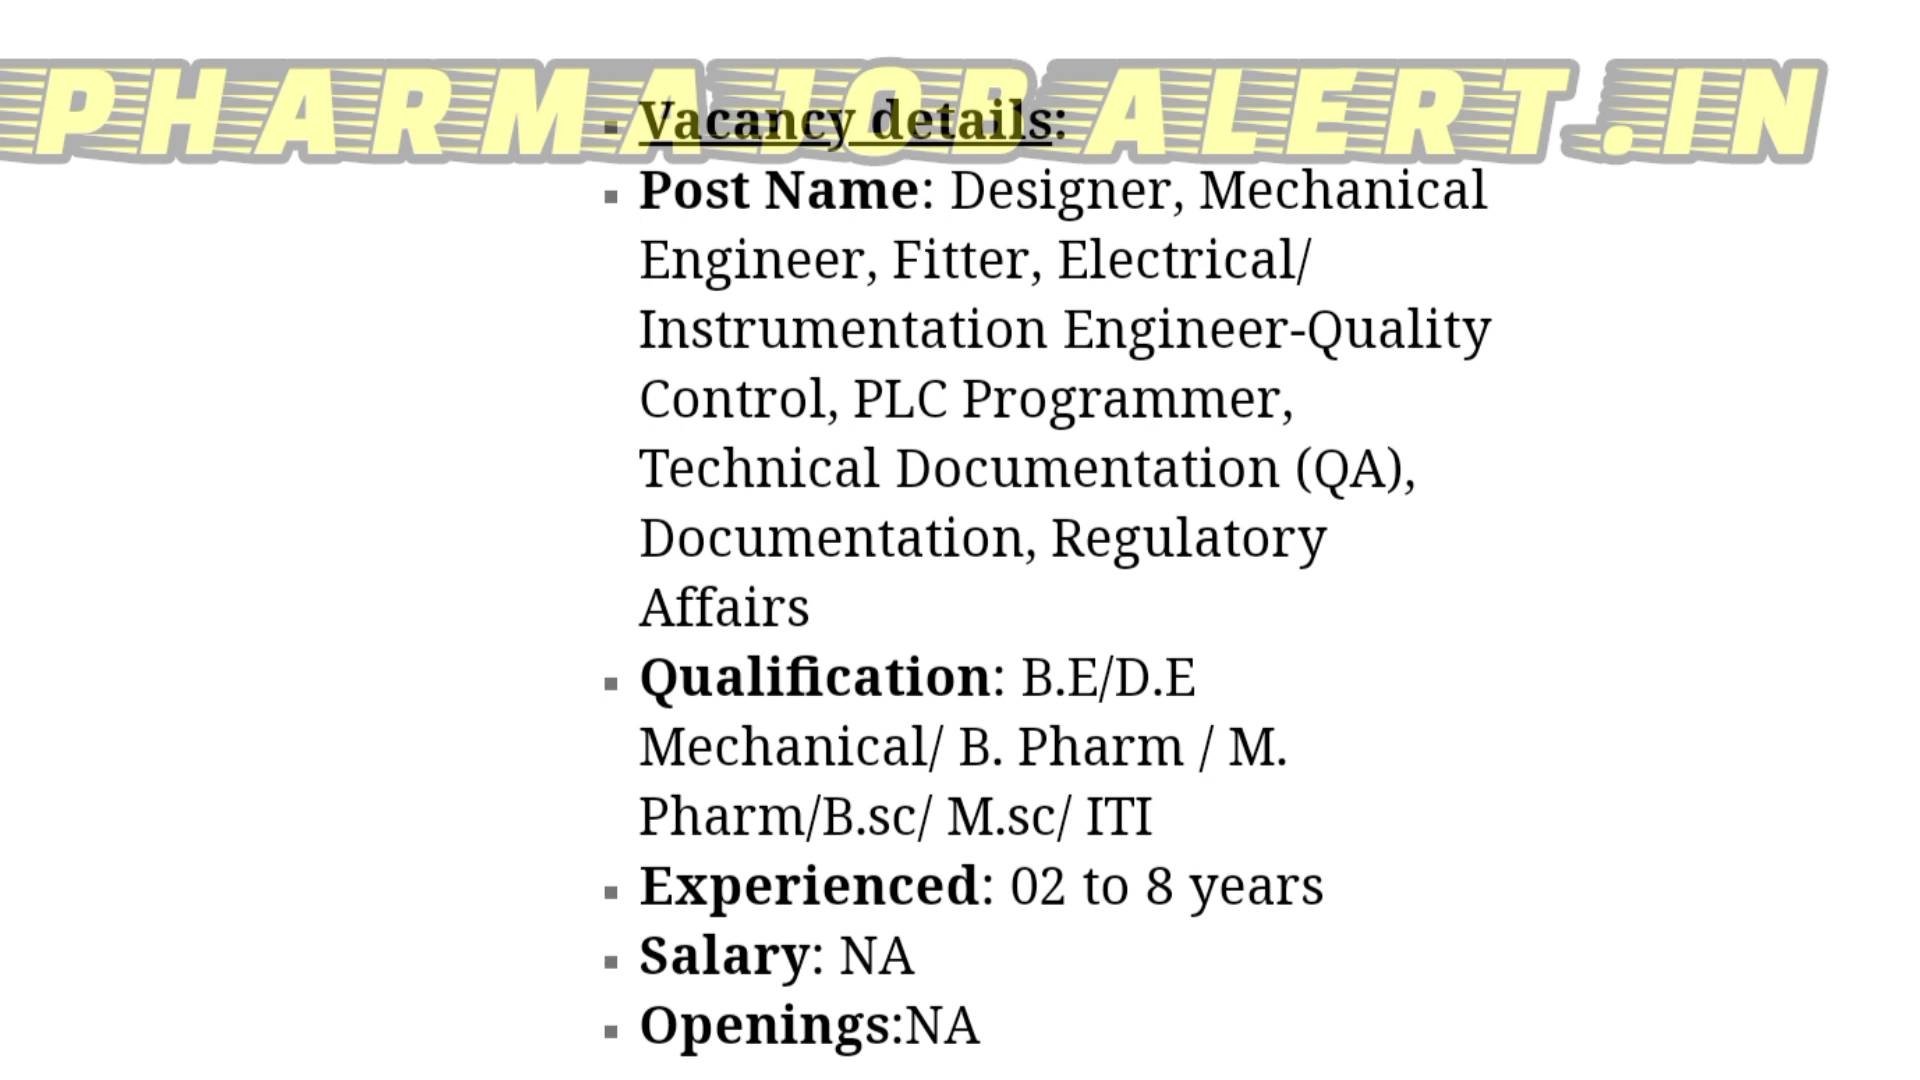 PHARMAJOB ALERT.IN
Vacancy details:
Post Name: Designer, Mechanical
Engineer, Fitter, Electrical/
Instrumentation Engineer-Quality
Control, PLC Programmer,
Technical Documentation (QA),
Documentation, Regulatory
Affairs
Qualification: B.E/D.E
Mechanical/ B. Pharm / M.
Pharm/B.sc/ M.sc/ ITI
Experienced: 02 to 8 years
Salary: NA
Openings:NA